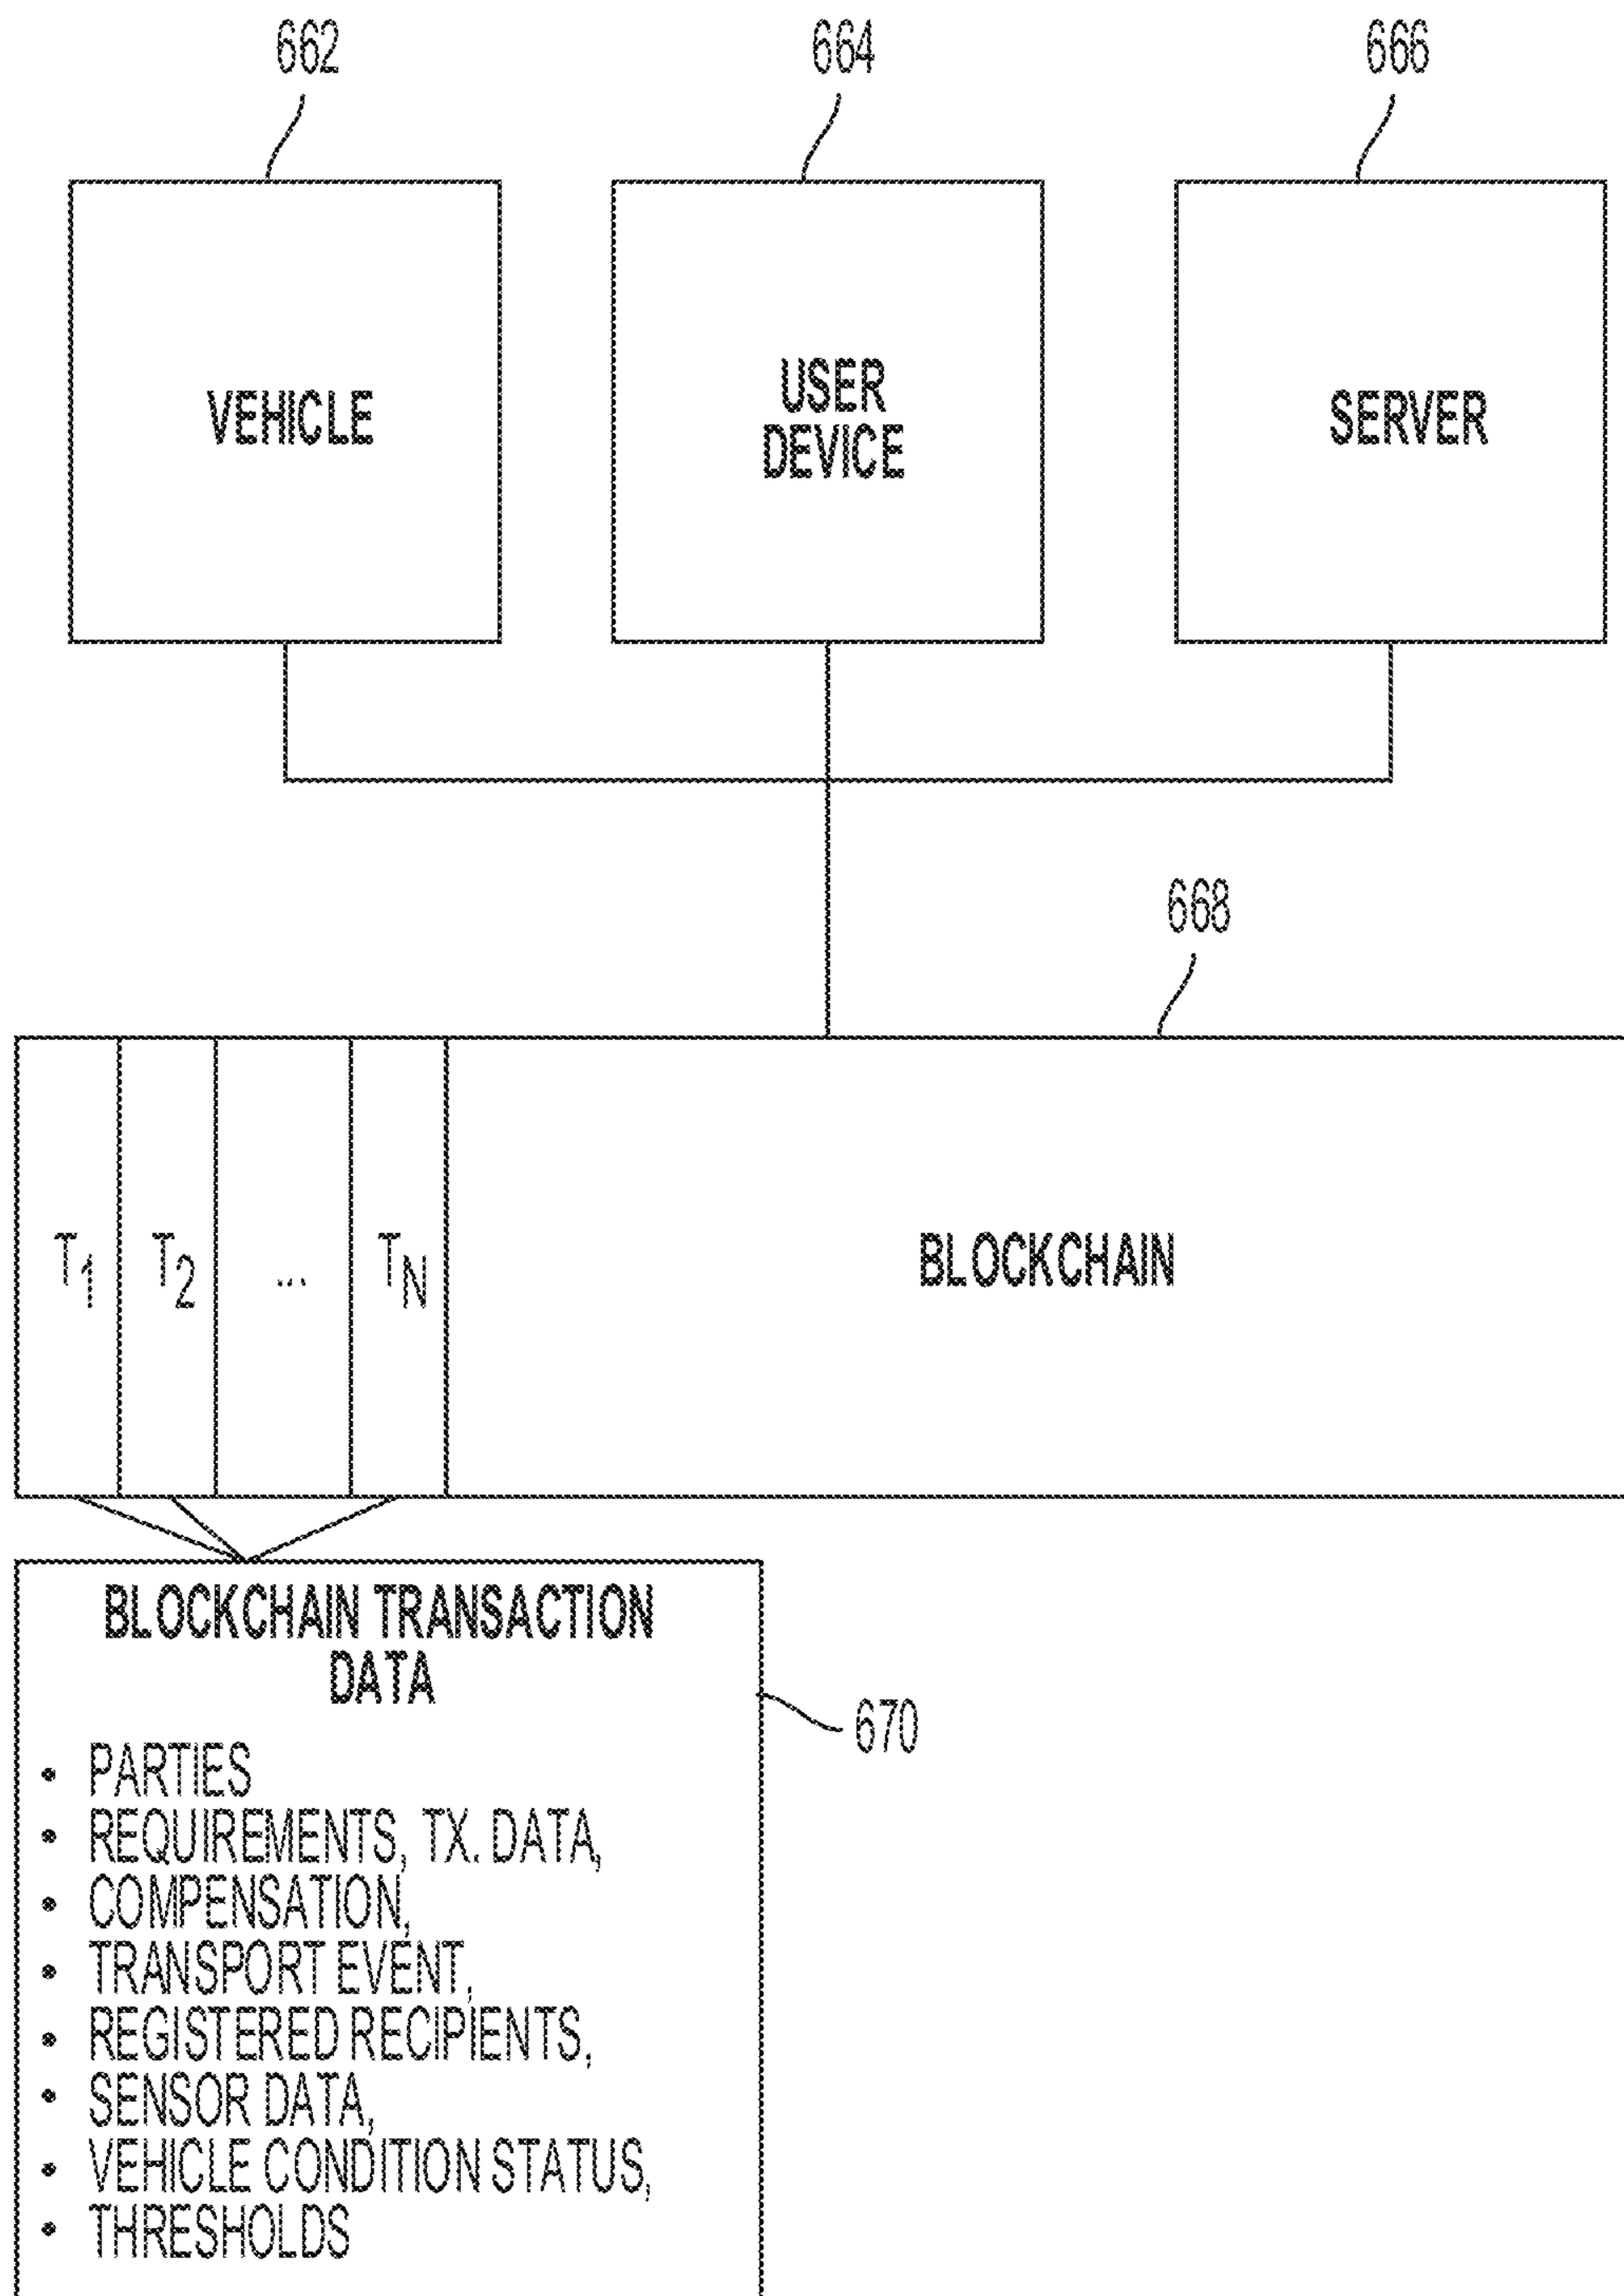 662
664
666
VEHICLE
USER
DEVICE
SERVER
668
T1
T2
...
TN
BLOCKCHAIN
BLOCKCHAIN TRANSACTION
DATA
670
• PARTIES
• REQUIREMENTS, TX. DATA,
• COMPENSATION,
• TRANSPORT EVENT,
• REGISTERED RECIPIENTS,
• SENSOR DATA,
• VEHICLE CONDITION STATUS,
• THRESHOLDS